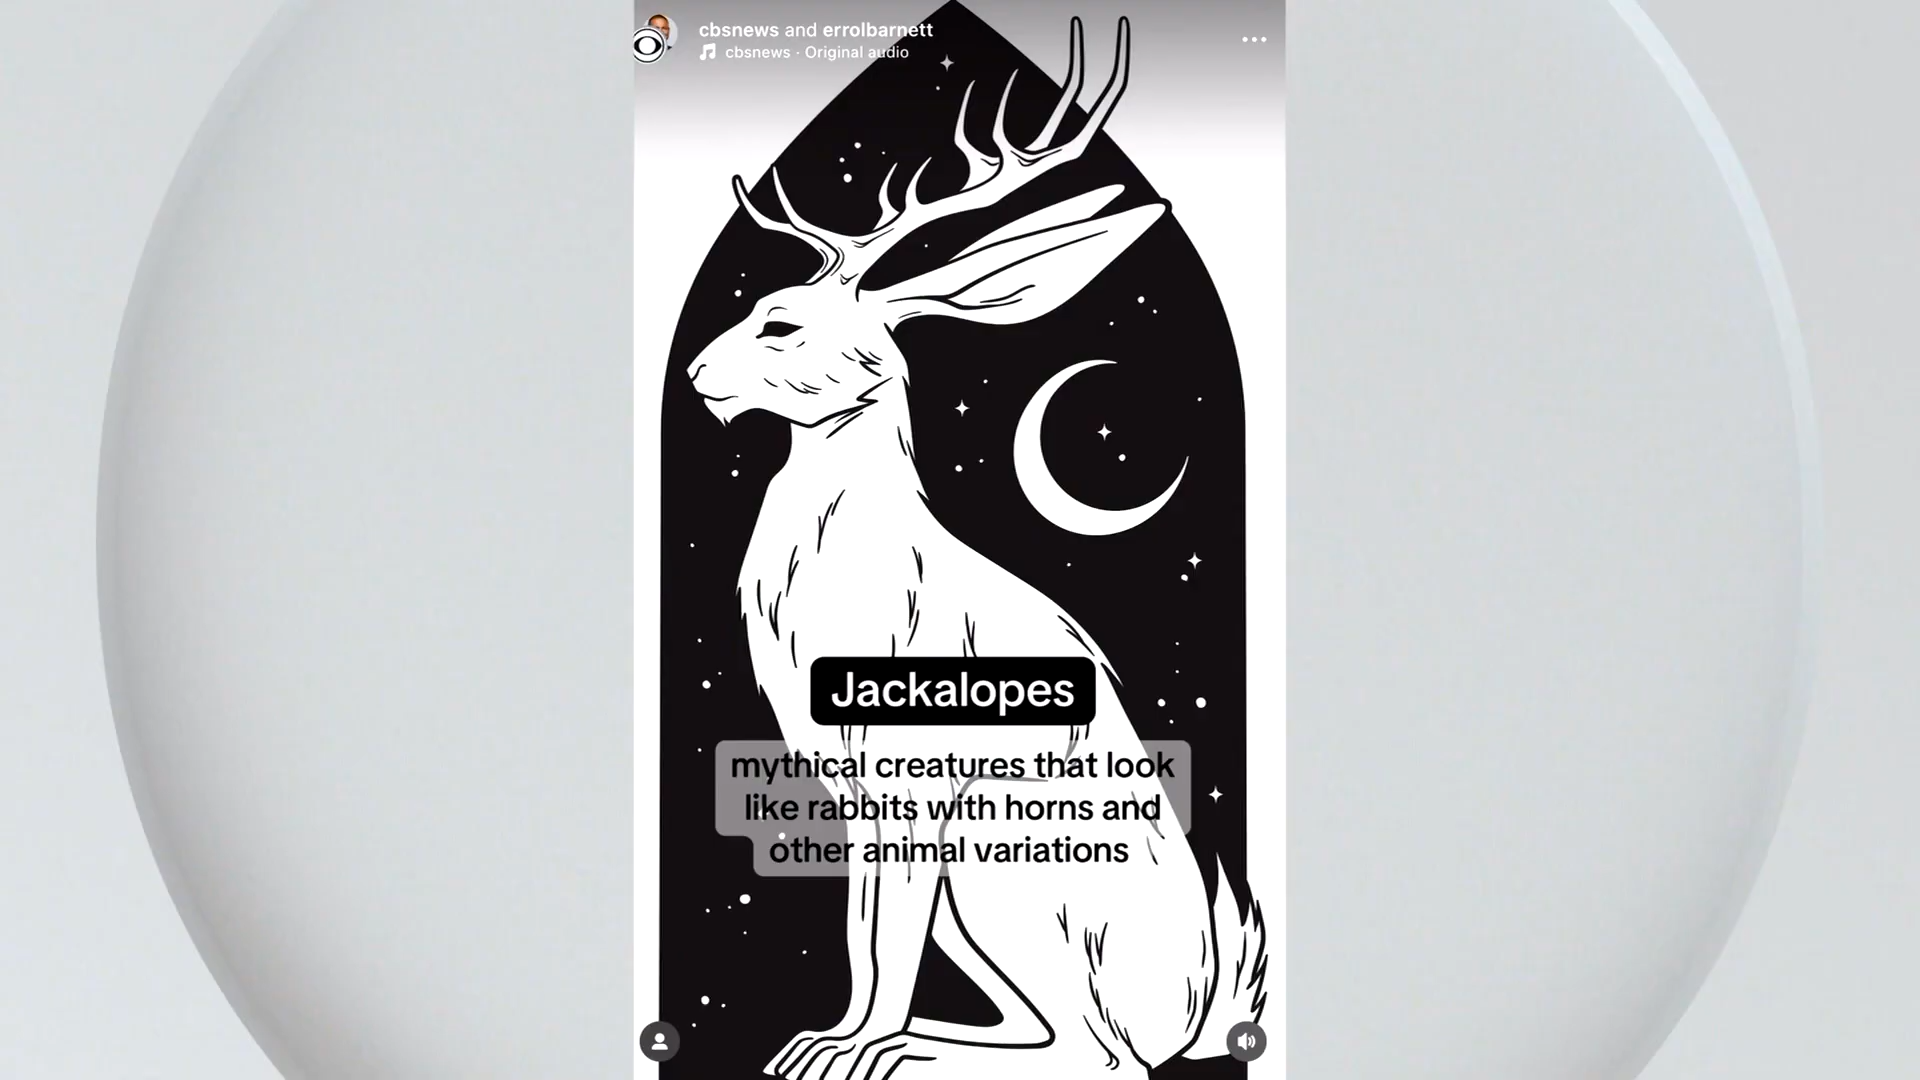 cbsnews and errolbarnett
cbsnews · Original audio
Jackalopes
mythical creatures that look
like rabbits with horns and
other animal variations